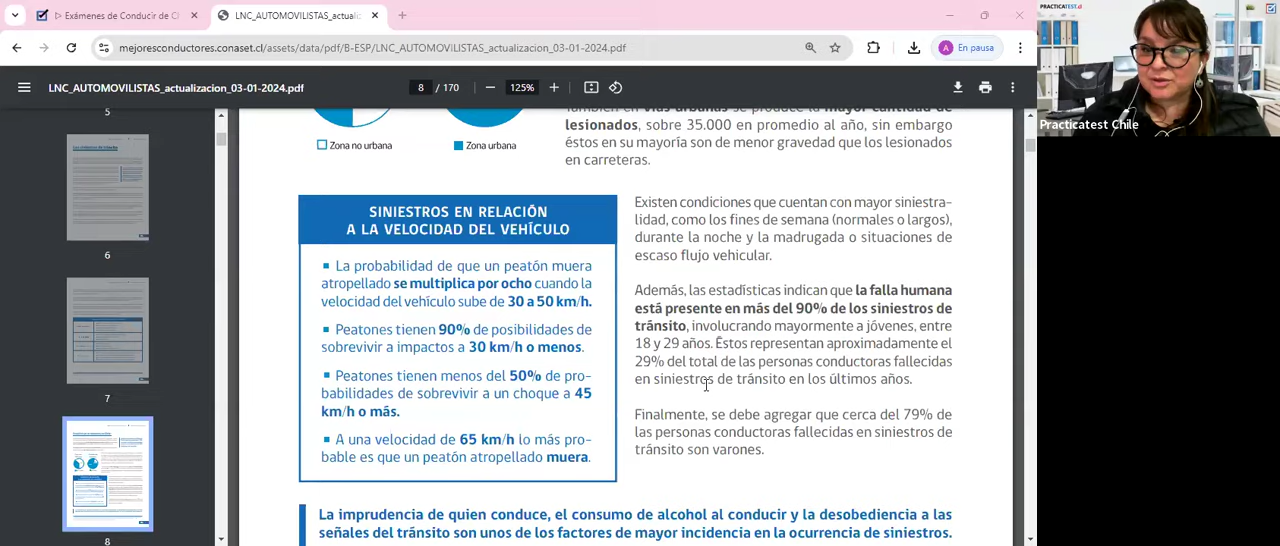 Exámenes de Conducir de C
LNC_AUTOMOVILISTAS_actualizac
mejoresconductores.conaset.cl/assets/data/pdf/B-ESP/LNC_AUTOMOVILISTAS_actualizacion_03-01-2024.pdf
A
En pausa
LNC_AUTOMOVILISTAS_actualizacion_03-01-2024.pdf
8 / 170
125%
5
6
7
8
También en vías urbanas se produce la mayor cantidad de
lesionados, sobre 35.000 en promedio al año, sin embargo
éstos en su mayoría son de menor gravedad que los lesionados
en carreteras.
Zona no urbana
Zona urbana
SINIESTROS EN RELACIÓN
A LA VELOCIDAD DEL VEHÍCULO
La probabilidad de que un peatón muera
atropellado se multiplica por ocho cuando la
velocidad del vehículo sube de 30 a 50 km/h.
Peatones tienen 90% de posibilidades de
sobrevivir a impactos a 30 km/h o menos.
Peatones tienen menos del 50% de pro-
babilidades de sobrevivir a un choque a 45
km/h o más.
A una velocidad de 65 km/h lo más pro-
bable es que un peatón atropellado muera.
Existen condiciones que cuentan con mayor siniestra-
lidad, como los fines de semana (normales o largos),
durante la noche y la madrugada o situaciones de
escaso flujo vehicular.
Además, las estadísticas indican que la falla humana
está presente en más del 90% de los siniestros de
tránsito, involucrando mayormente a jóvenes, entre
18 y 29 años. Éstos representan aproximadamente el
29% del total de las personas conductoras fallecidas
en siniestros de tránsito en los últimos años.
Finalmente, se debe agregar que cerca del 79% de
las personas conductoras fallecidas en siniestros de
tránsito son varones.
La imprudencia de quien conduce, el consumo de alcohol al conducir y la desobediencia a las
señales del tránsito son unos de los factores de mayor incidencia en la ocurrencia de siniestros.
PRACTICATEST.cl
Practicatest Chile